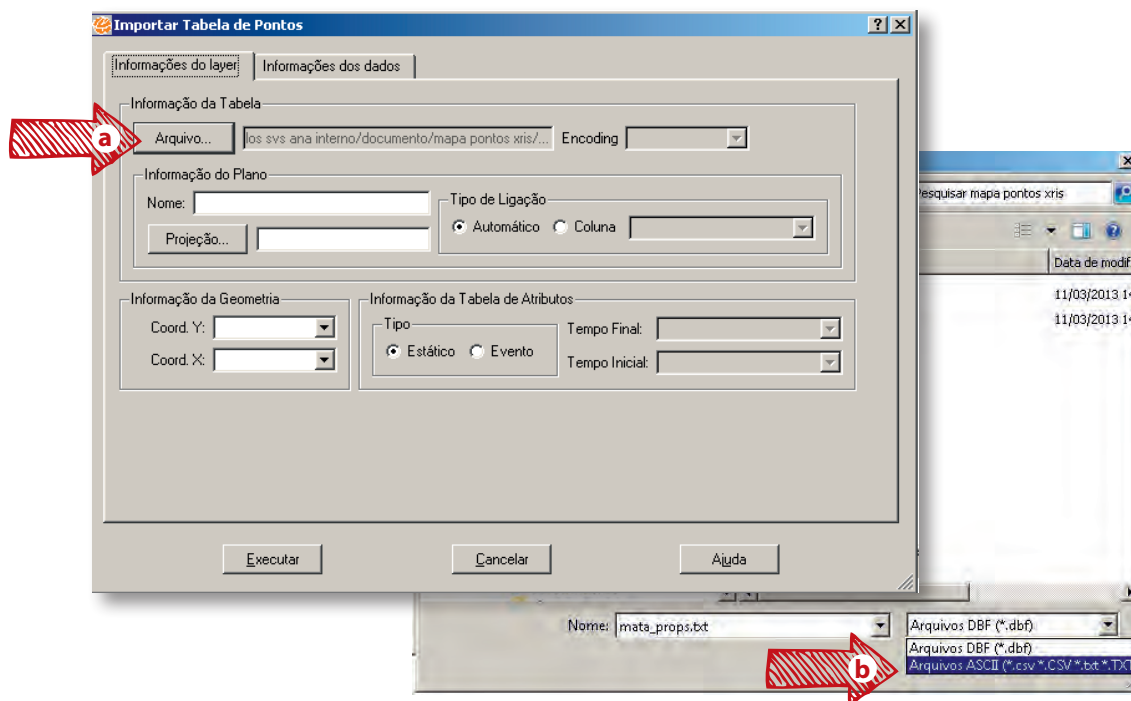 Importar Tabela de Pontos
Informações do layer
Informações dos dados
Informação da Tabela
a
Arquivo...
los svs ana interno/documento/mapa pontos xris/...
Encoding
Informação do Plano
Nome:
Tipo de Ligação
Automático
Coluna
Projeção...
Informação da Geometria
Coord. Y:
Coord. X:
Informação da Tabela de Atributos
Tipo
Estático
Evento
Tempo Final:
Tempo Inicial:
Executar
Cancelar
Ajuda
esquisar mapa pontos xris
Data de modif
11/03/2013 14
11/03/2013 14
Nome:
mata_props.txt
Arquivos DBF (*.dbf)
Arquivos DBF (*.dbf)
b
Arquivos ASCII (*.csv *.CSV *.txt *.TXT